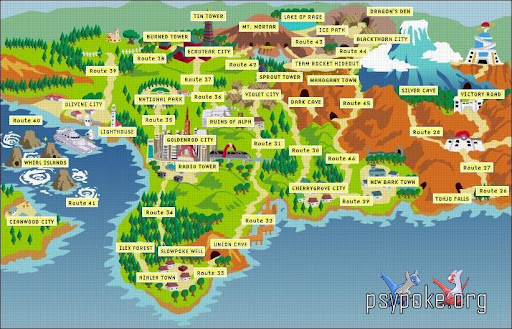 TIN TOWER
LAKE OF RAGE
DRAGON'S DEN
BURNED TOWER
MT. MORTAR
ICE PATH
BLACKTHORN CITY
ECRUTEAK CITY
Route 43
Route 44
Route 38
Route 42
TEAM ROCKET HIDEOUT
Route 39
Route 37
SPROUT TOWER
MAHOGANY TOWN
OLIVINE CITY
NATIONAL PARK
VIOLET CITY
DARK CAVE
Route 45
SILVER CAVE
VICTORY ROAD
Route 40
LIGHTHOUSE
Route 36
Route 35
RUINS OF ALPH
Route 28
GOLDENROD CITY
Route 31
Route 30
WHIRL ISLANDS
RADIO TOWER
Route 46
Route 27
CHERRYGROVE CITY
NEW BARK TOWN
Route 26
Route 41
Route 29
TOHJO FALLS
CIANWOOD CITY
Route 34
Route 32
ILEX FOREST
SLOWPOKE WELL
UNION CAVE
AZALEA TOWN
Route 33
psypoke.org